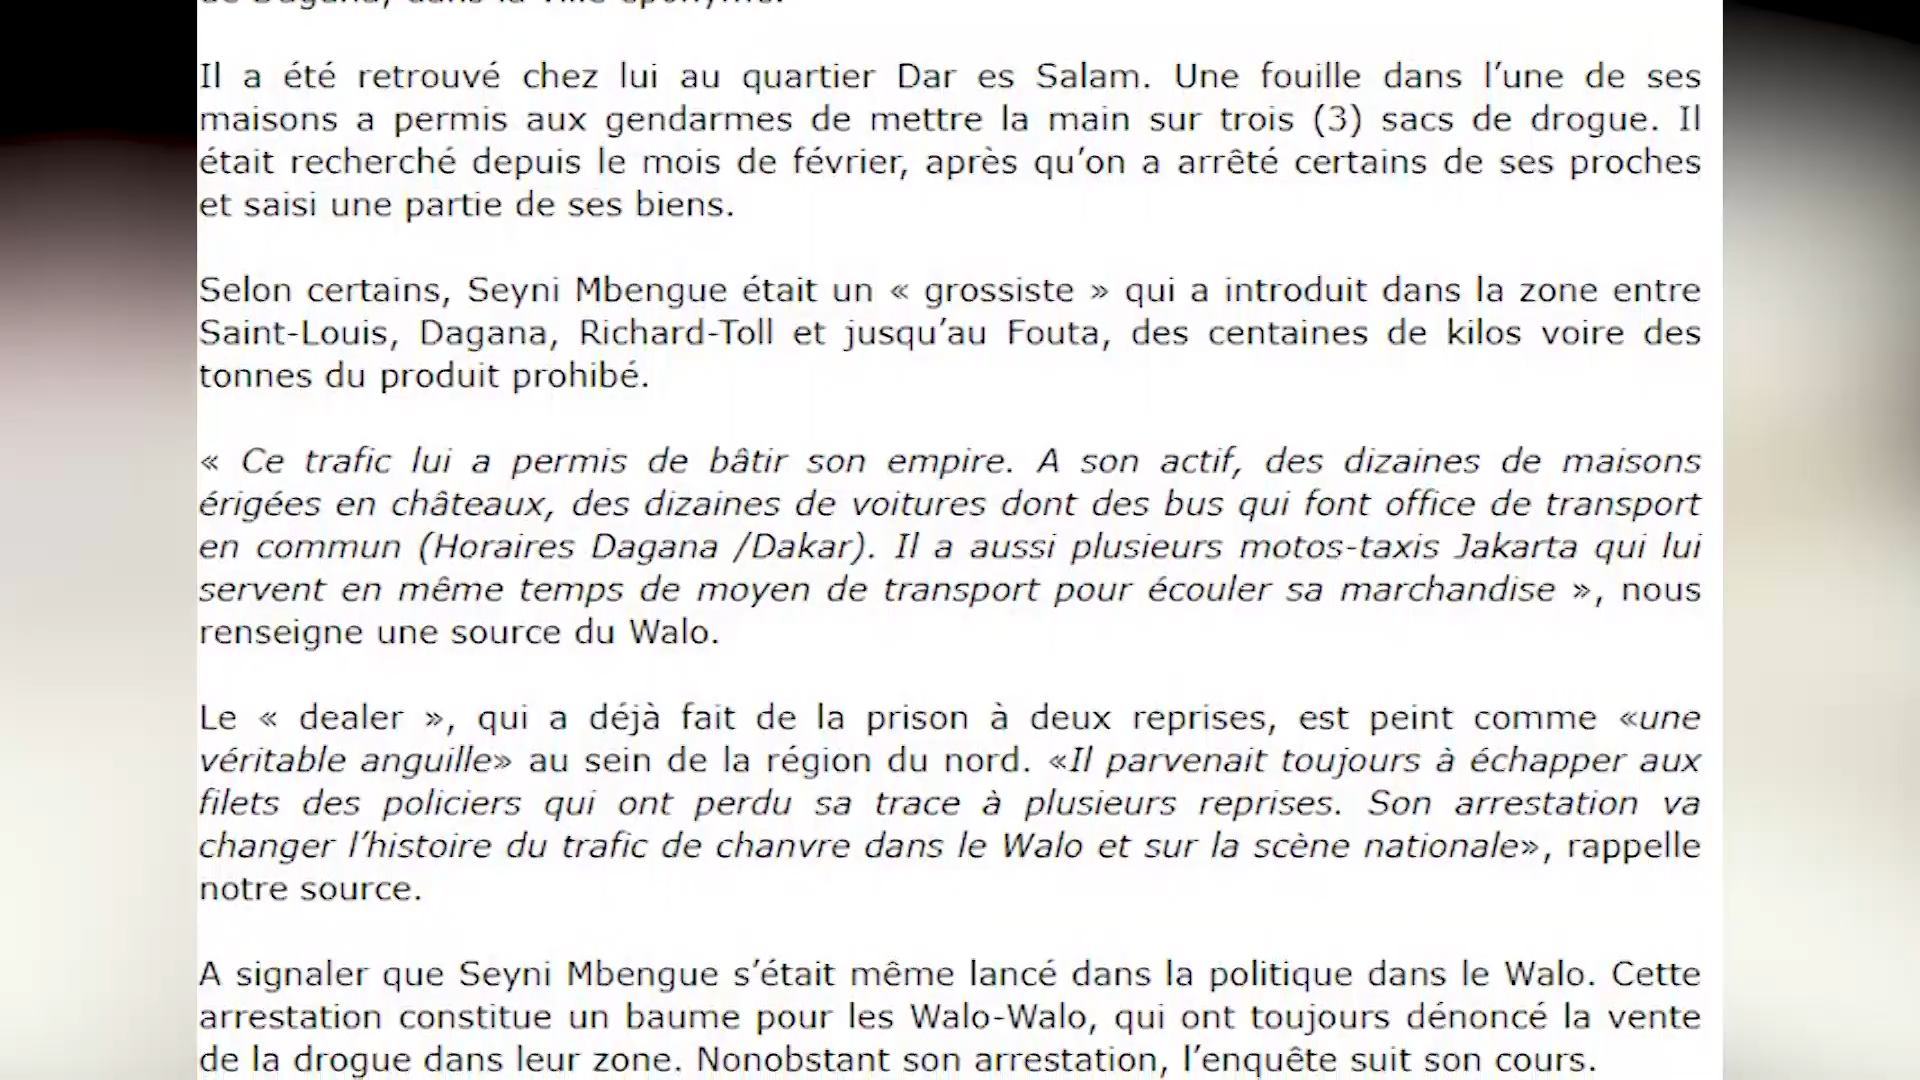 de Dagana, dans la ville éponyme.
Il a été retrouvé chez lui au quartier Dar es Salam. Une fouille dans l’une de ses
maisons a permis aux gendarmes de mettre la main sur trois (3) sacs de drogue. Il
était recherché depuis le mois de février, après qu’on a arrêté certains de ses proches
et saisi une partie de ses biens.
Selon certains, Seyni Mbengue était un « grossiste » qui a introduit dans la zone entre
Saint-Louis, Dagana, Richard-Toll et jusqu’au Fouta, des centaines de kilos voire des
tonnes du produit prohibé.
« Ce trafic lui a permis de bâtir son empire. A son actif, des dizaines de maisons
érigées en châteaux, des dizaines de voitures dont des bus qui font office de transport
en commun (Horaires Dagana /Dakar). Il a aussi plusieurs motos-taxis Jakarta qui lui
servent en même temps de moyen de transport pour écouler sa marchandise », nous
renseigne une source du Walo.
Le « dealer », qui a déjà fait de la prison à deux reprises, est peint comme «une
véritable anguille» au sein de la région du nord. «Il parvenait toujours à échapper aux
filets des policiers qui ont perdu sa trace à plusieurs reprises. Son arrestation va
changer l’histoire du trafic de chanvre dans le Walo et sur la scène nationale», rappelle
notre source.
A signaler que Seyni Mbengue s’était même lancé dans la politique dans le Walo. Cette
arrestation constitue un baume pour les Walo-Walo, qui ont toujours dénoncé la vente
de la drogue dans leur zone. Nonobstant son arrestation, l’enquête suit son cours.